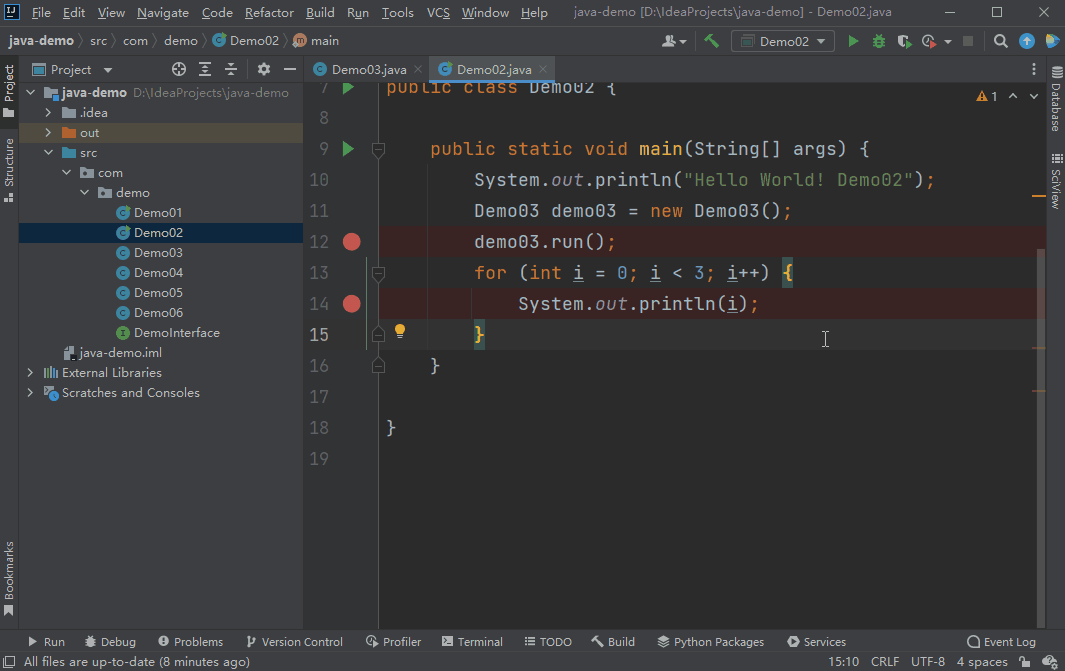 File Edit View Navigate Code Refactor Build Run Tools VCS Window Help java-demo [D:\IdeaProjects\java-demo] - Demo02.java
java-demo src com demo Demo02 main Demo02
Project
Demo03.java Demo02.java
Project
Structure
Bookmarks
java-demo D:\IdeaProjects\java-demo
.idea
out
src
com
demo
Demo01
Demo02
Demo03
Demo04
Demo05
Demo06
DemoInterface
java-demo.iml
External Libraries
Scratches and Consoles
7 public class Demo02 {
8
9 public static void main(String[] args) {
10 System.out.println("Hello World! Demo02");
11 Demo03 demo03 = new Demo03();
12 demo03.run();
13 for (int i = 0; i < 3; i++) {
14 System.out.println(i);
15 }
16 }
17
18 }
19
1
Database
SciView
Run Debug Problems Version Control Profiler Terminal TODO Build Python Packages Services Event Log
All files are up-to-date (8 minutes ago) 15:10 CRLF UTF-8 4 spaces